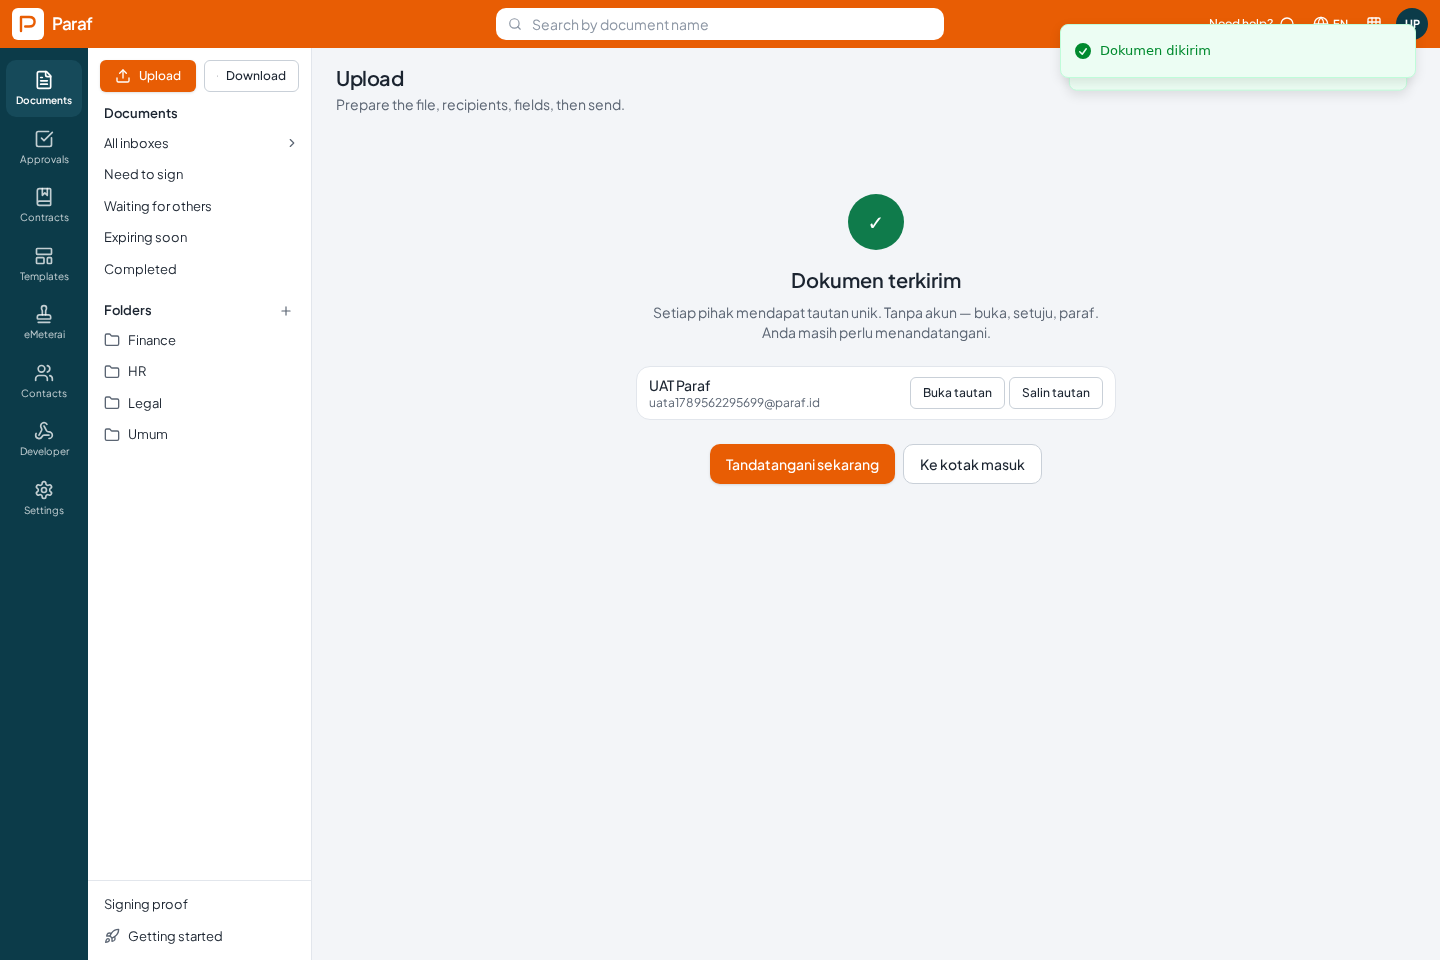 Paraf
Search by document name
Need help?
EN
UP
Dokumen dikirim
Documents
Approvals
Contracts
Templates
eMeterai
Contacts
Developer
Settings
Upload
Download
Documents
All inboxes
Need to sign
Waiting for others
Expiring soon
Completed
Folders
Finance
HR
Legal
Umum
Signing proof
Getting started
Upload
Prepare the file, recipients, fields, then send.
Dokumen terkirim
Setiap pihak mendapat tautan unik. Tanpa akun — buka, setuju, paraf.
Anda masih perlu menandatangani.
UAT Paraf
uata1789562295699@paraf.id
Buka tautan
Salin tautan
Tandatangani sekarang
Ke kotak masuk